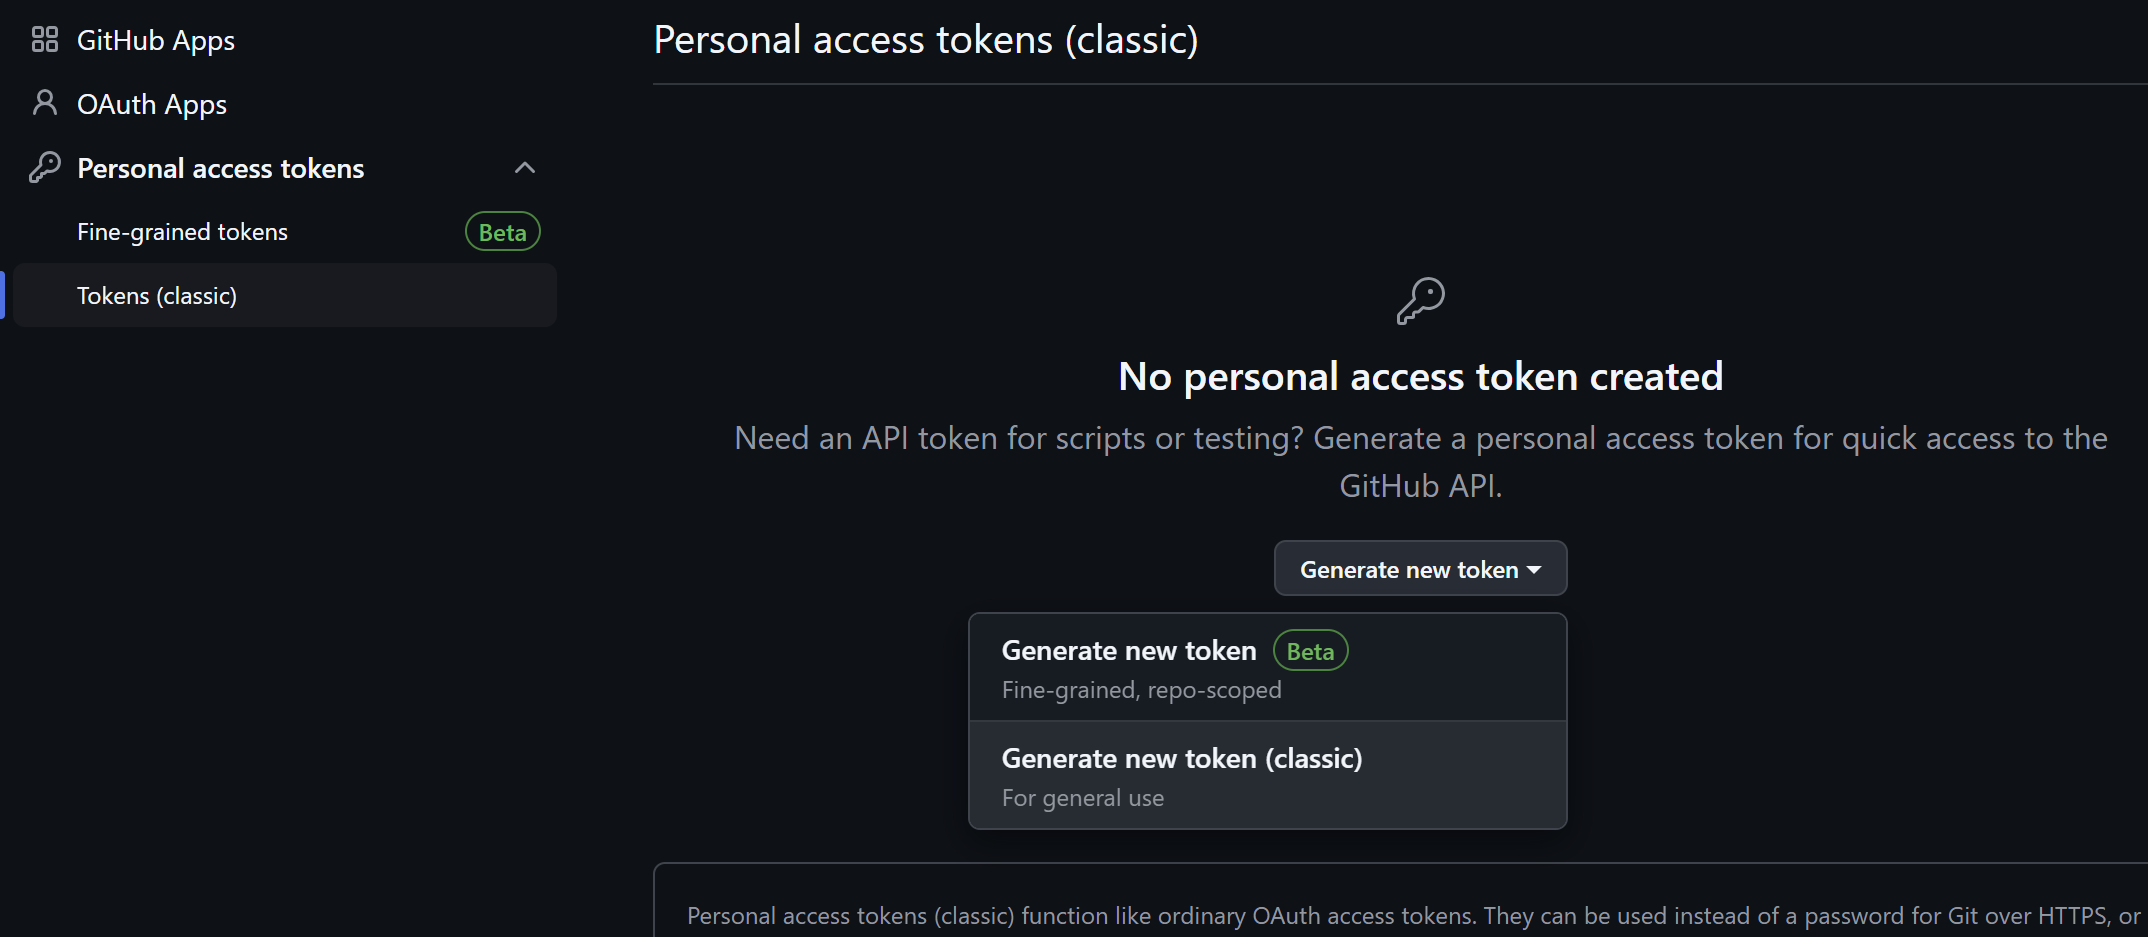 GitHub Apps
OAuth Apps
Personal access tokens
Fine-grained tokens Beta
Tokens (classic)
Personal access tokens (classic)
No personal access token created
Need an API token for scripts or testing? Generate a personal access token for quick access to the
GitHub API.
Generate new token
Generate new token Beta
Fine-grained, repo-scoped
Generate new token (classic)
For general use
Personal access tokens (classic) function like ordinary OAuth access tokens. They can be used instead of a password for Git over HTTPS, or